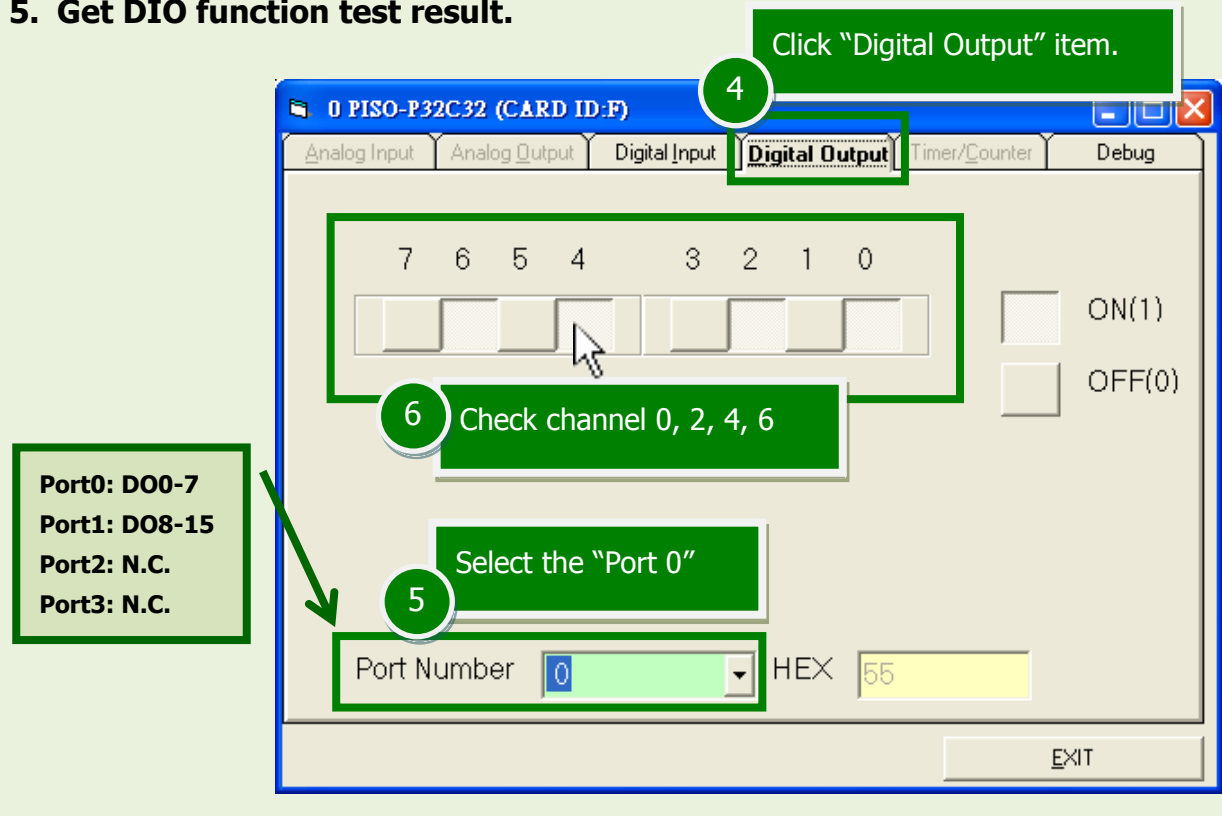 5. Get DIO function test result.
Click “Digital Output” item.
4
0 PISO-P32C32 (CARD ID:F)
Analog Input Analog Output Digital Input Digital Output Timer/Counter Debug
7 6 5 4 3 2 1 0
ON(1)
OFF(0)
6
Check channel 0, 2, 4, 6
Port0: DO0-7
Port1: DO8-15
Port2: N.C.
Port3: N.C.
Select the “Port 0”
5
Port Number 0 HEX 55
EXIT